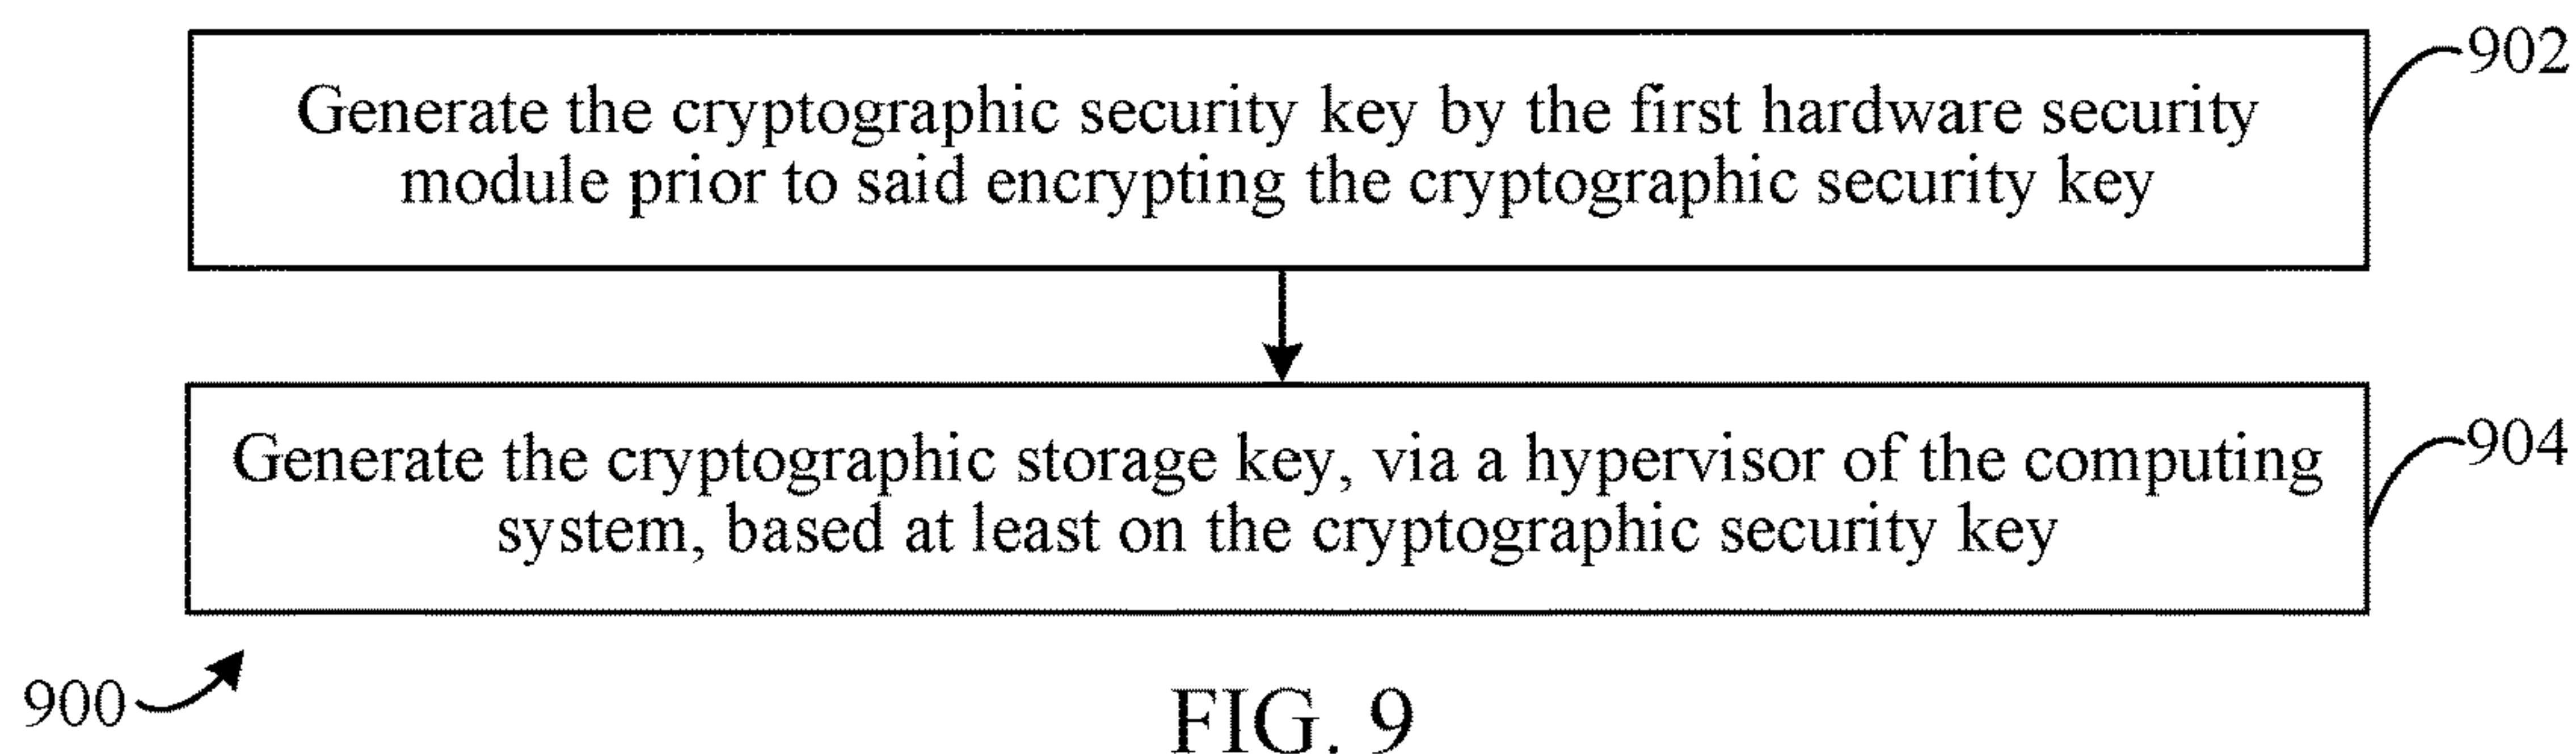 Generate the cryptographic security key by the first hardware security
module prior to said encrypting the cryptographic security key
902
Generate the cryptographic storage key, via a hypervisor of the computing
system, based at least on the cryptographic security key
904
900
FIG. 9